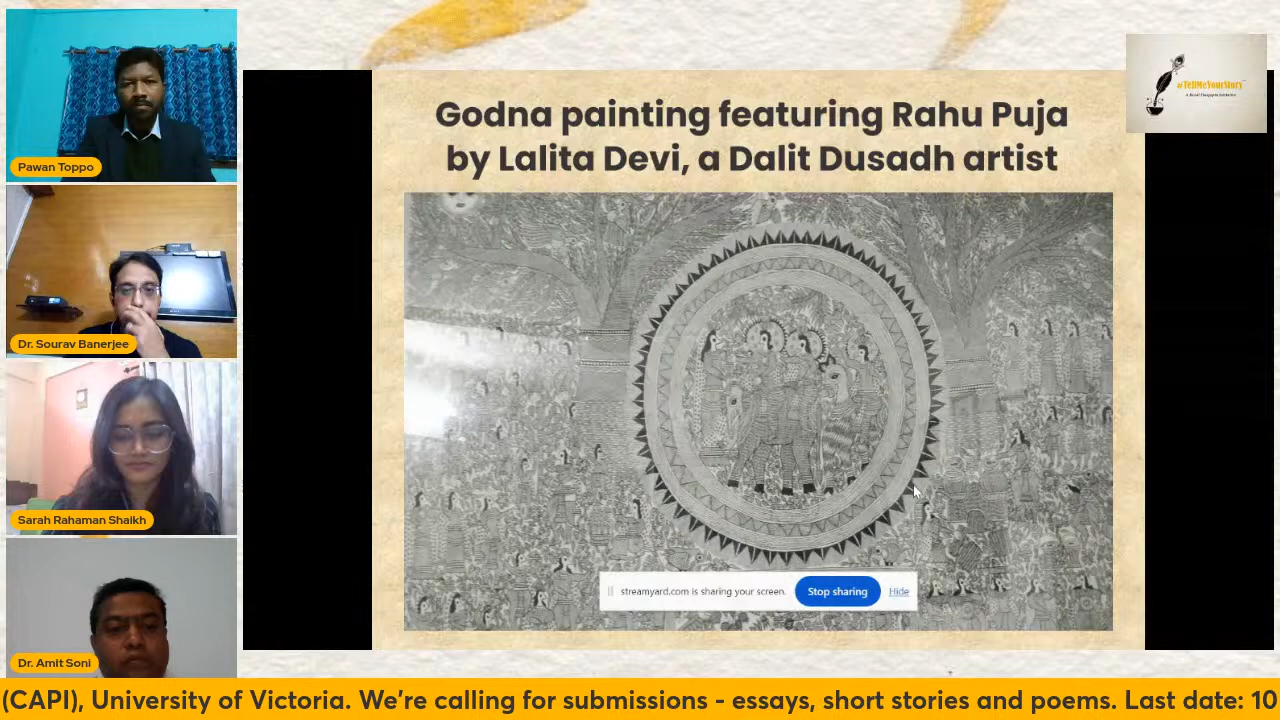 Pawan Toppo
Dr. Sourav Banerjee
Sarah Rahaman Shaikh
Dr. Amit Soni
Godna painting featuring Rahu Puja
by Lalita Devi, a Dalit Dusadh artist
#TellMeYourStory
streamyard.com is sharing your screen.
Stop sharing
Hide
(CAPI), University of Victoria. We're calling for submissions - essays, short stories and poems. Last date: 10